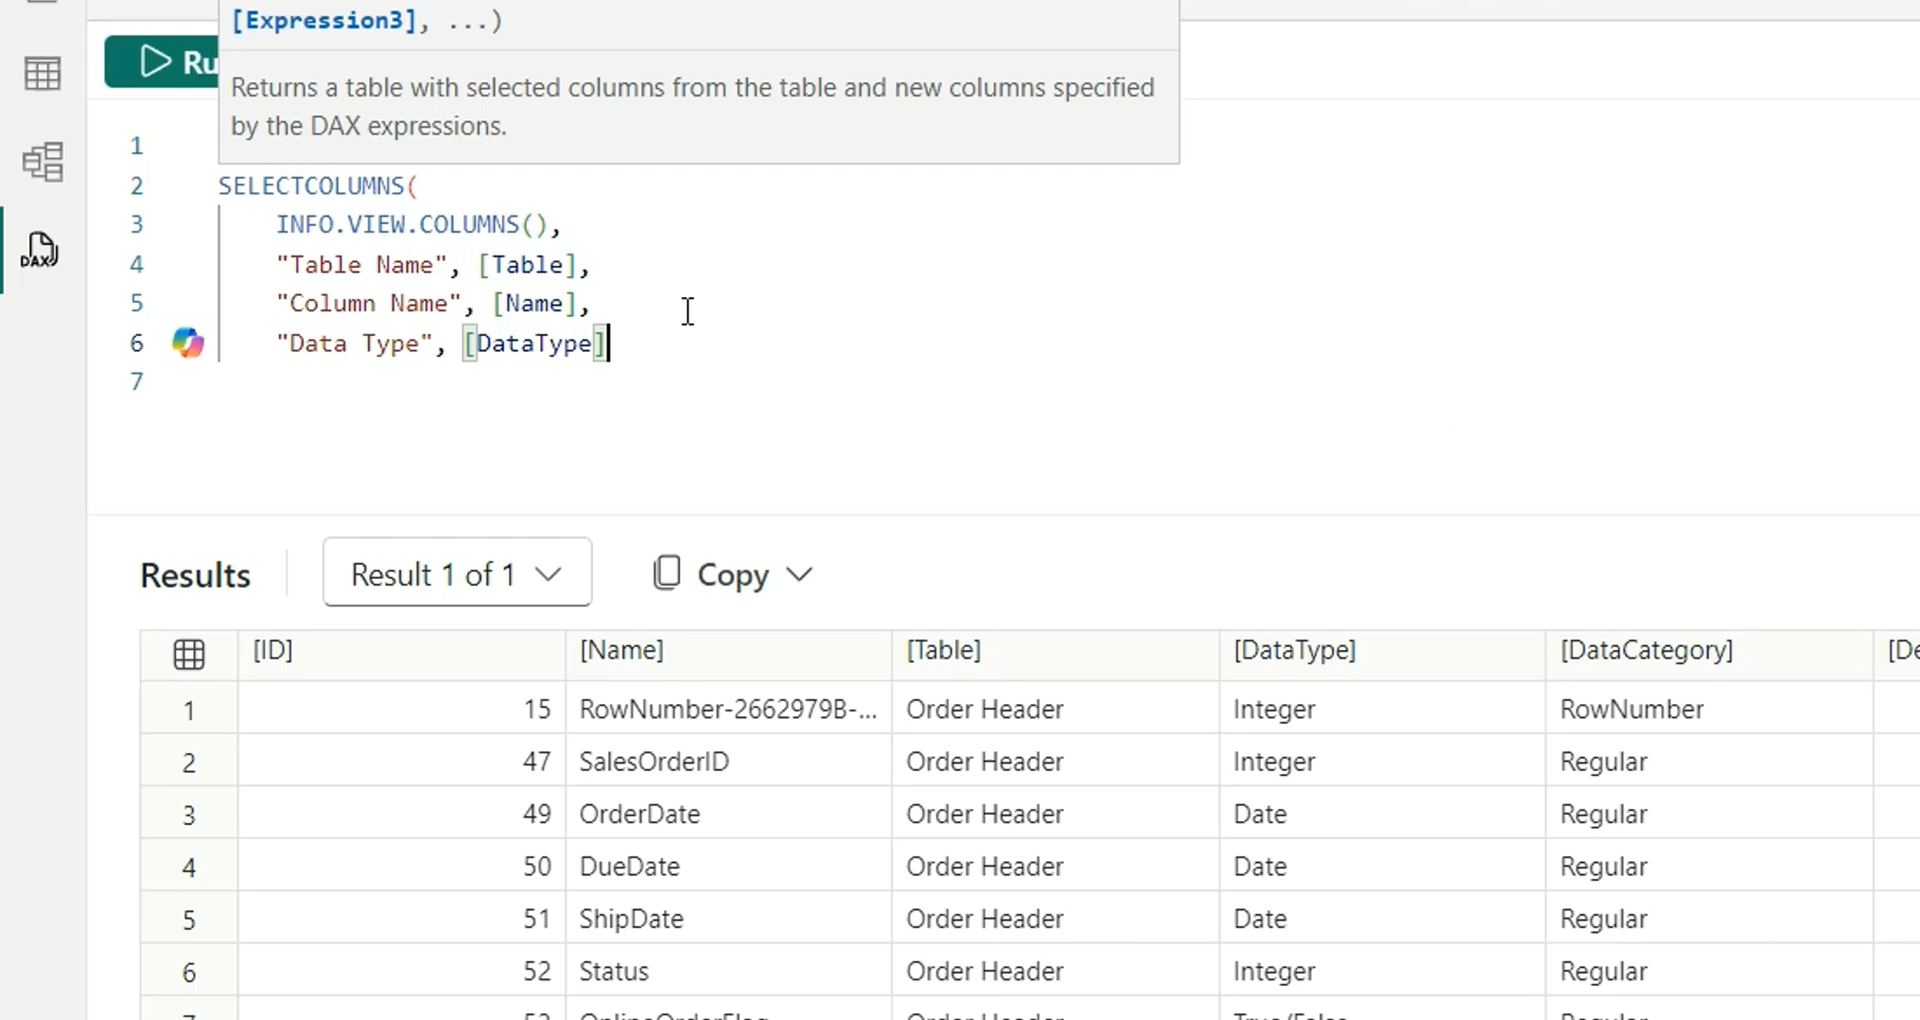 [Expression3], ...)
Returns a table with selected columns from the table and new columns specified
by the DAX expressions.
Ru
1
2 SELECTCOLUMNS(
3 INFO.VIEW.COLUMNS(),
4 "Table Name", [Table],
5 "Column Name", [Name],
6 "Data Type", [DataType]
7
DAX
Results Result 1 of 1 Copy
[ID] [Name] [Table] [DataType] [DataCategory] [De
1 15 RowNumber-2662979B-... Order Header Integer RowNumber
2 47 SalesOrderID Order Header Integer Regular
3 49 OrderDate Order Header Date Regular
4 50 DueDate Order Header Date Regular
5 51 ShipDate Order Header Date Regular
6 52 Status Order Header Integer Regular